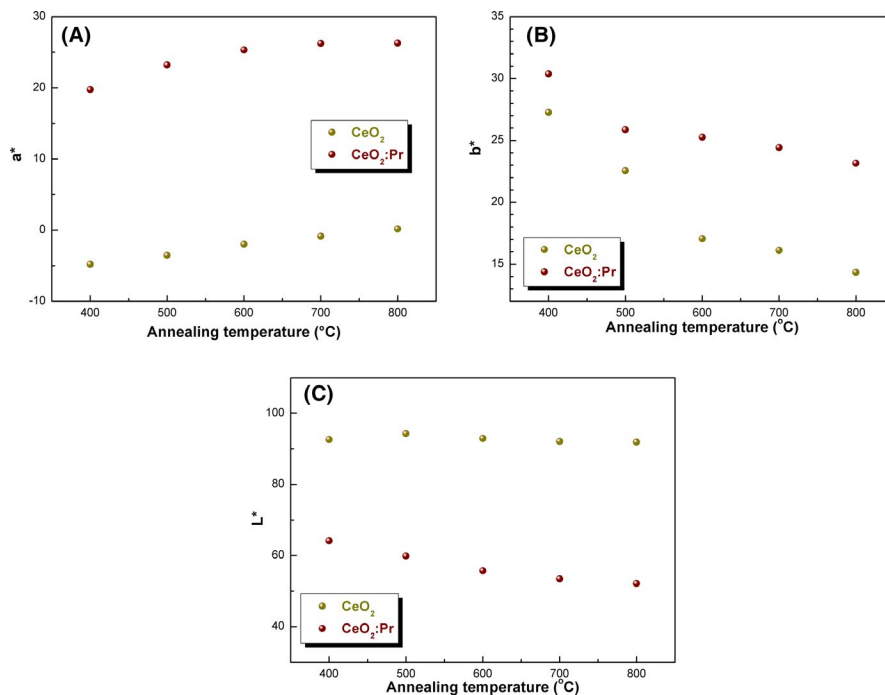 (A)
30
20
10
0
-10
a*
CeO2
CeO2:Pr
400 500 600 700 800
Annealing temperature (°C)
(B)
35
30
25
20
15
b*
CeO2
CeO2:Pr
400 500 600 700 800
Annealing temperature (°C)
(C)
100
80
60
40
L*
CeO2
CeO2:Pr
400 500 600 700 800
Annealing temperature (°C)